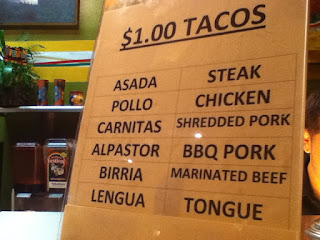 $1.00 TACOS
ASADA STEAK
POLLO CHICKEN
CARNITAS SHREDDED PORK
ALPASTOR BBQ PORK
BIRRIA MARINATED BEEF
LENGUA TONGUE